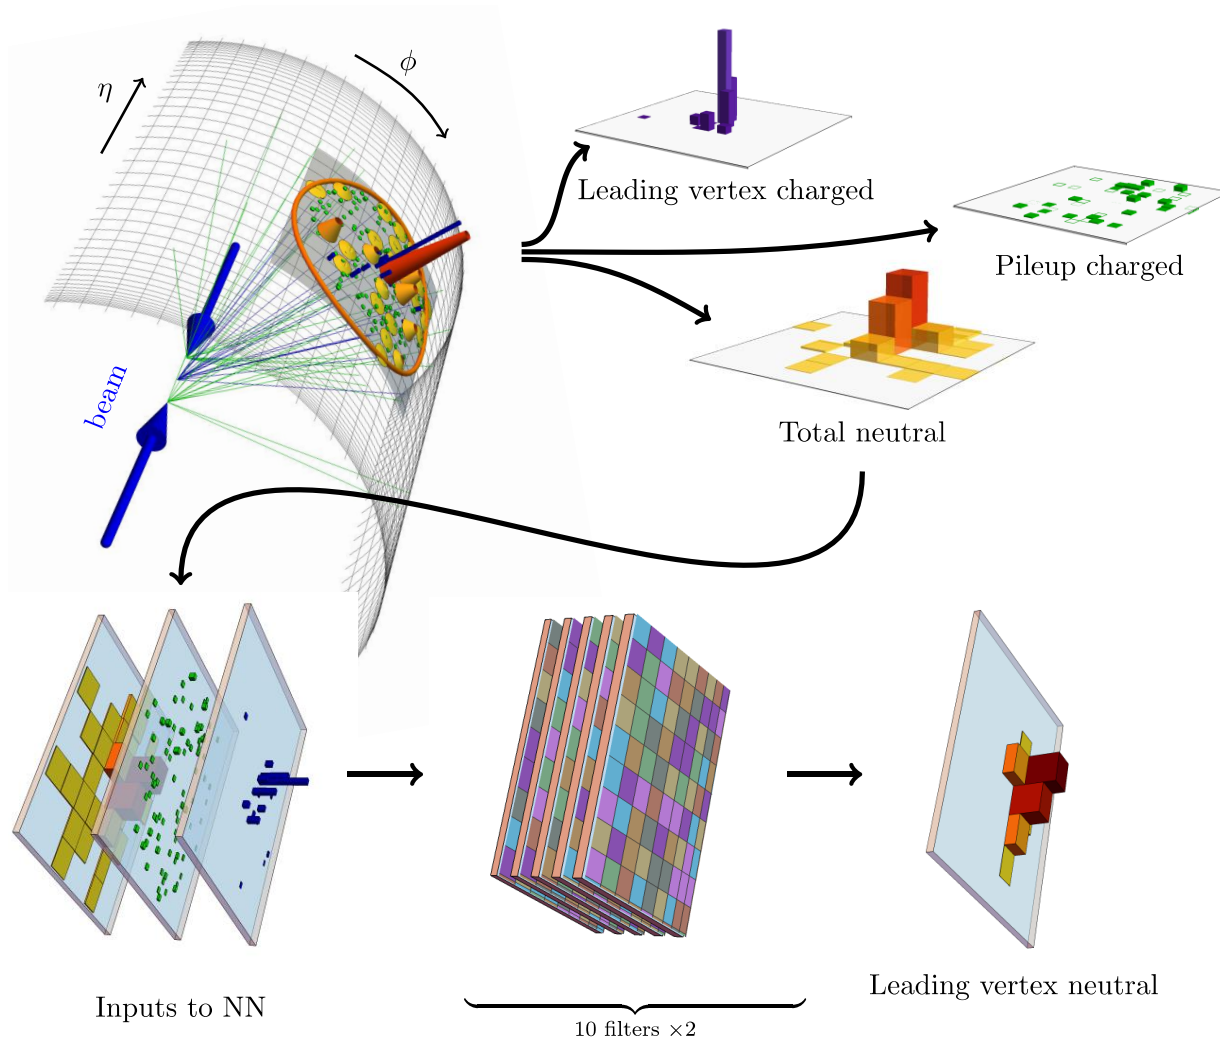 η
ϕ
beam
Leading vertex charged
Pileup charged
Total neutral
Inputs to NN
10 filters ×2
Leading vertex neutral